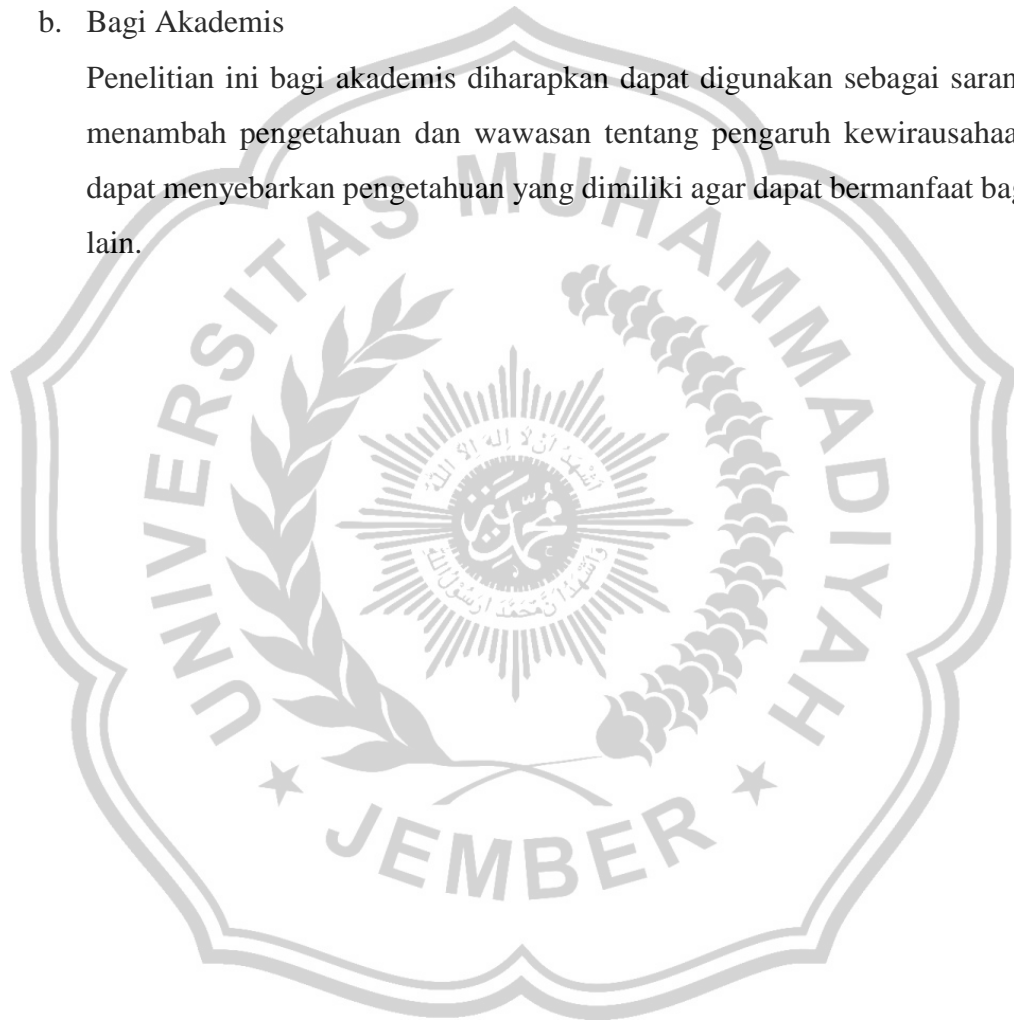 b. Bagi Akademis
Penelitian ini bagi akademis diharapkan dapat digunakan sebagai saran
menambah pengetahuan dan wawasan tentang pengaruh kewirausahaa
dapat menyebarkan pengetahuan yang dimiliki agar dapat bermanfaat bag
lain.
UNIVERSITAS MUHAMMADIYAH
JEMBER